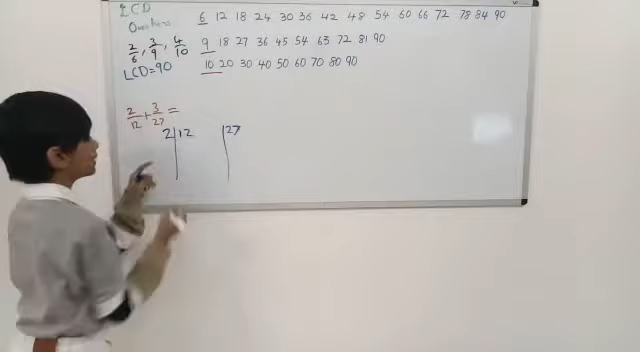 LCD
Question
2/6, 3/9, 4/10
LCD=90
6 12 18 24 30 36 42 48 54 60 66 72 78 84 90
9 18 27 36 45 54 63 72 81 90
10 20 30 40 50 60 70 80 90
2/12 + 3/27 =
2|12 |27